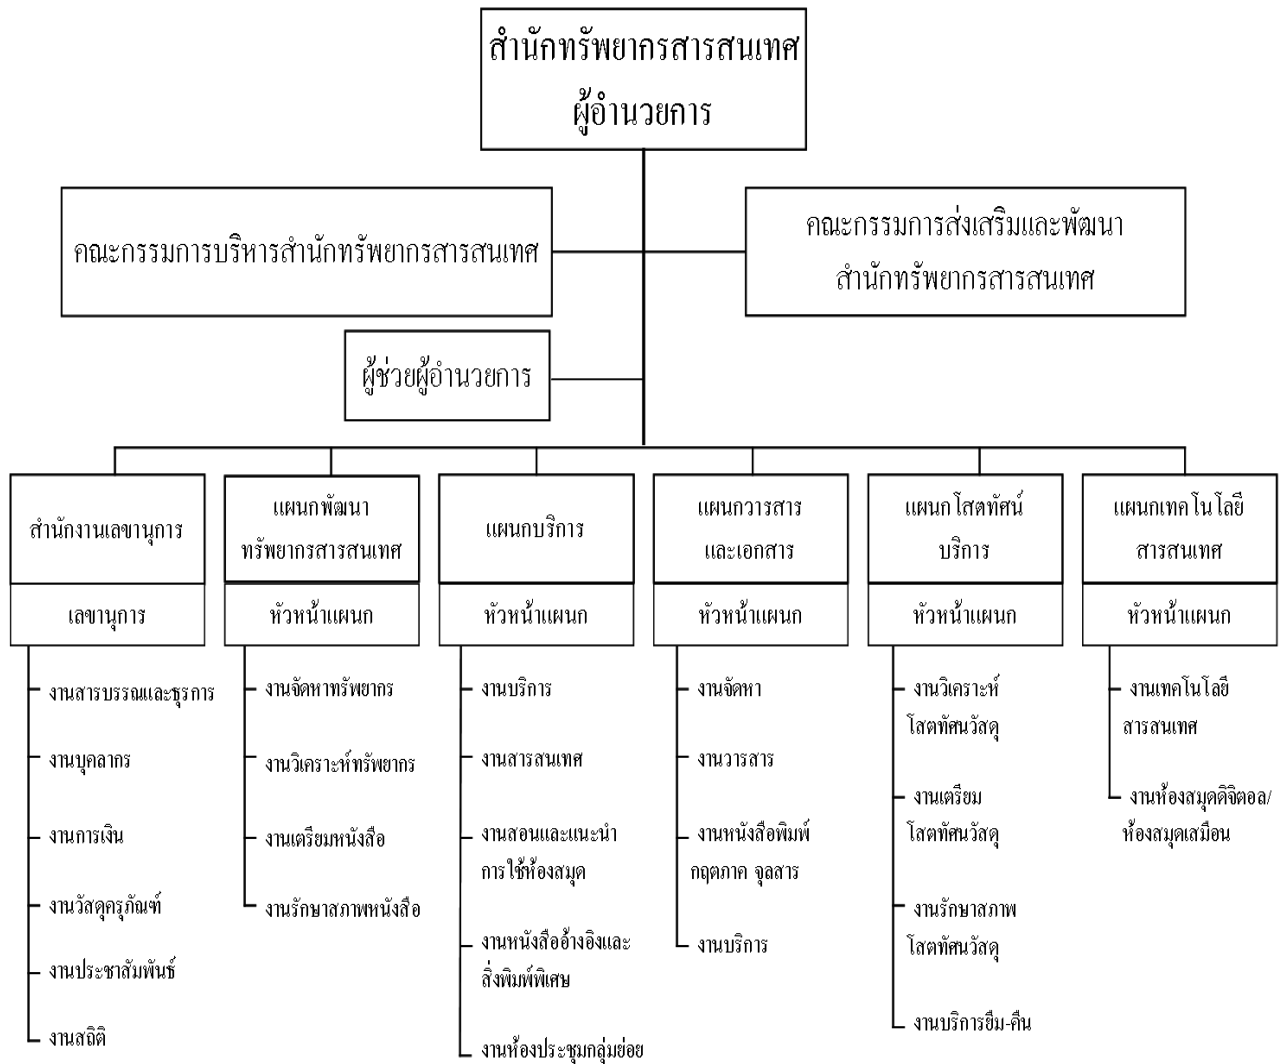 สำนักทรัพยากรสารสนเทศ
ผู้อำนวยการ
คณะกรรมการบริหารสำนักทรัพยากรสารสนเทศ
คณะกรรมการส่งเสริมและพัฒนา
สำนักทรัพยากรสารสนเทศ
ผู้ช่วยผู้อำนวยการ
สำนักงานเลขานุการ
เลขานุการ
งานสารบรรณและธุรการ
งานบุคลากร
งานการเงิน
งานวัสดุครุภัณฑ์
งานประชาสัมพันธ์
งานสถิติ
แผนกพัฒนา
ทรัพยากรสารสนเทศ
หัวหน้าแผนก
งานจัดหาทรัพยากร
งานวิเคราะห์ทรัพยากร
งานเตรียมหนังสือ
งานรักษาสภาพหนังสือ
แผนกบริการ
หัวหน้าแผนก
งานบริการ
งานสารสนเทศ
งานสอนและแนะนำ
การใช้ห้องสมุด
งานหนังสืออ้างอิงและ
สิ่งพิมพ์พิเศษ
งานห้องประชุมกลุ่มย่อย
แผนกวารสาร
และเอกสาร
หัวหน้าแผนก
งานจัดหา
งานวารสาร
งานหนังสือพิมพ์
กฤตภาค จุลสาร
งานบริการ
แผนกโสตทัศน์
บริการ
หัวหน้าแผนก
งานวิเคราะห์
โสตทัศนวัสดุ
งานเตรียม
โสตทัศนวัสดุ
งานรักษาสภาพ
โสตทัศนวัสดุ
งานบริการยืม-คืน
แผนกเทคโนโลยี
สารสนเทศ
หัวหน้าแผนก
งานเทคโนโลยี
สารสนเทศ
งานห้องสมุดดิจิตอล/
ห้องสมุดเสมือน